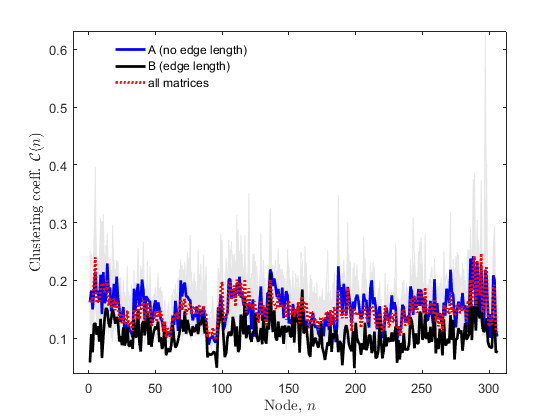 0.6
0.5
0.4
0.3
0.2
0.1
Clustering coeff. C(n)
A (no edge length)
B (edge length)
all matrices
0 50 100 150 200 250 300
Node, n